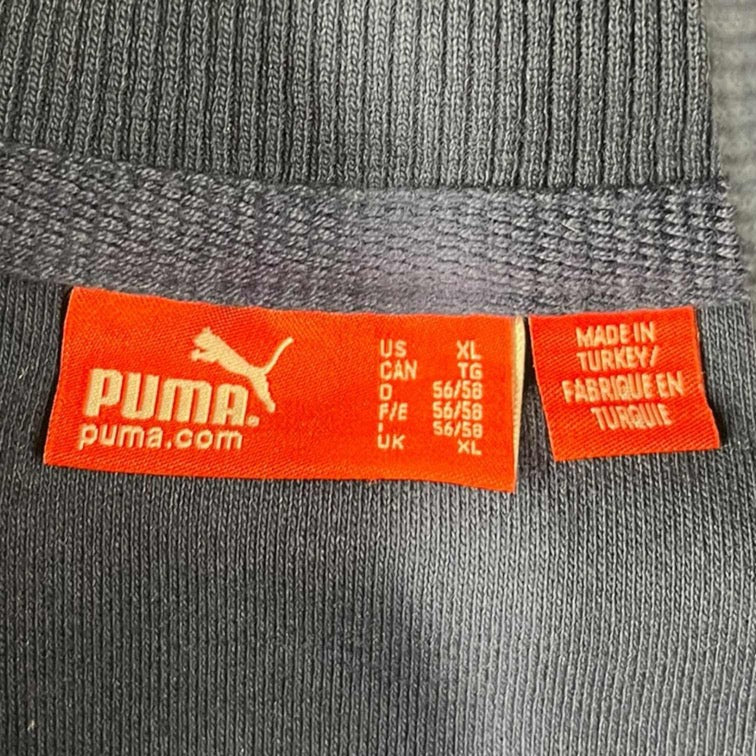 PUMA®
puma.com
US XL
CAN TG
D 56/58
F/E 56/58
I 56/58
UK XL
MADE IN
TURKEY/
FABRIQUE EN
TURQUIE